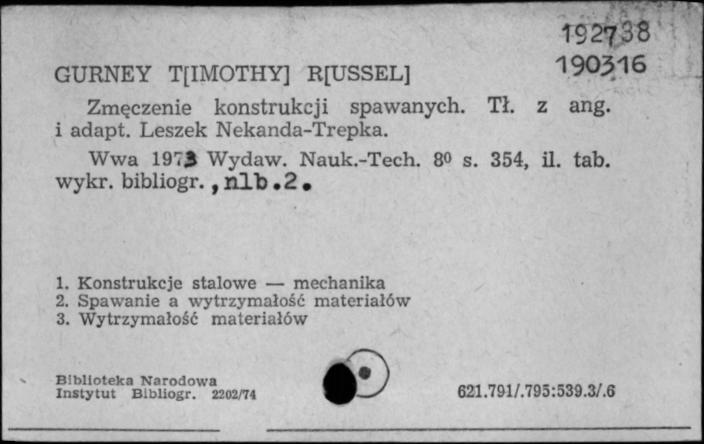 192738
190316
GURNEY T[IMOTHY] R[USSEL]
Zmęczenie konstrukcji spawanych. Tł. z ang.
i adapt. Leszek Nekanda-Trepka.
Wwa 1973 Wydaw. Nauk.-Tech. 8º s. 354, il. tab.
wykr. bibliogr. , nlb.2.
1. Konstrukcje stalowe — mechanika
2. Spawanie a wytrzymałość materiałów
3. Wytrzymałość materiałów
Biblioteka Narodowa
Instytut Bibliogr. 2202/74
621.791/.795:539.3/.6